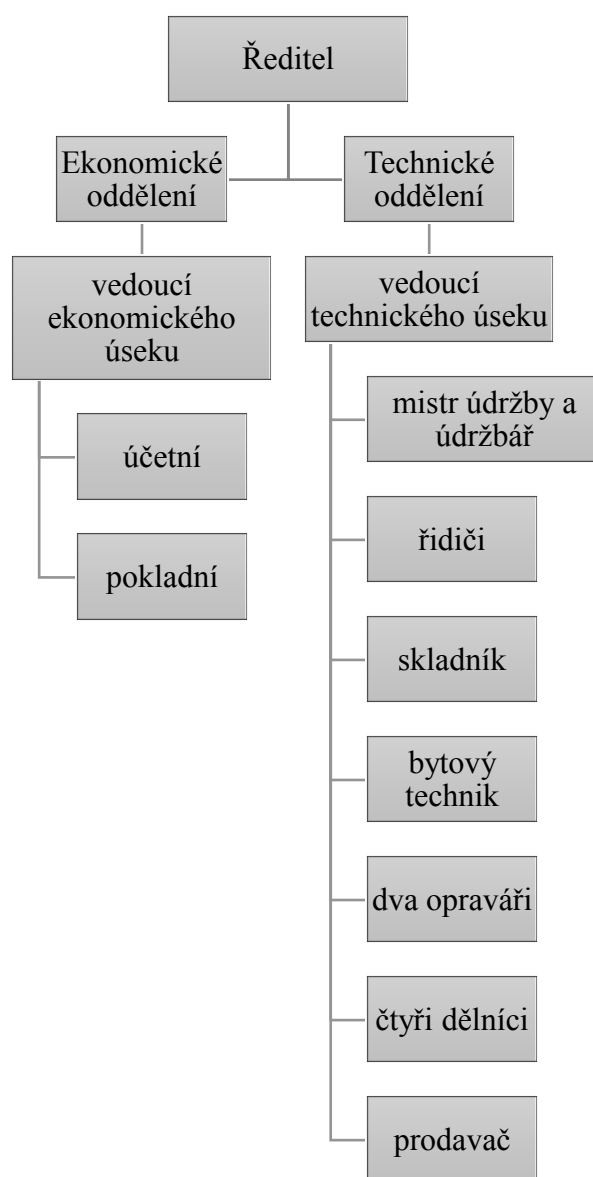 Ředitel
Ekonomické
oddělení
Technické
oddělení
vedoucí
ekonomického
úseku
vedoucí
technického úseku
účetní
pokladní
mistr údržby a
údržbář
řidiči
skladník
bytový
technik
dva opraváři
čtyři dělníci
prodavač